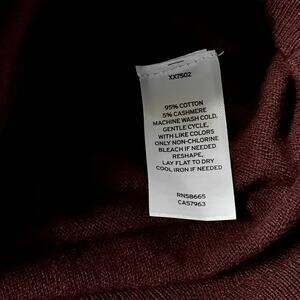 XX7502
95% COTTON
5% CASHMERE
MACHINE WASH COLD,
GENTLE CYCLE,
WITH LIKE COLORS
ONLY NON-CHLORINE
BLEACH IF NEEDED
RESHAPE,
LAY FLAT TO DRY
COOL IRON IF NEEDED
RN58665
CA57963